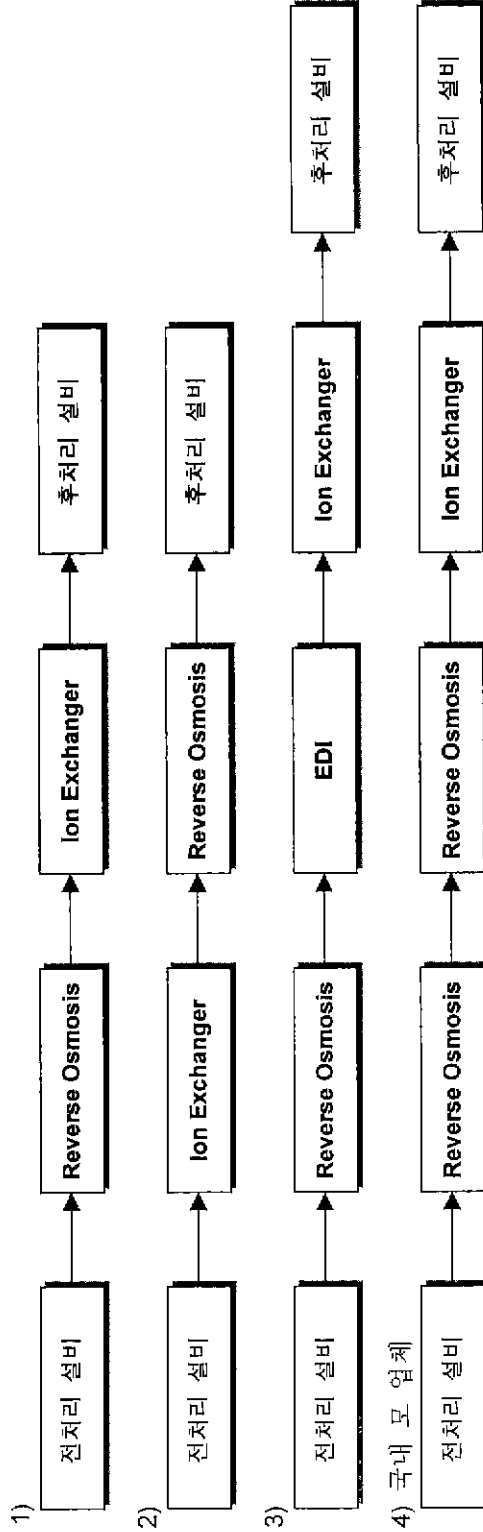 1)
전처리 설비 Reverse Osmosis Ion Exchanger 후처리 설비
2)
전처리 설비 Ion Exchanger Reverse Osmosis 후처리 설비
3)
전처리 설비 Reverse Osmosis EDI Ion Exchanger 후처리 설비
4) 국내 모 업체
전처리 설비 Reverse Osmosis Reverse Osmosis Ion Exchanger 후처리 설비